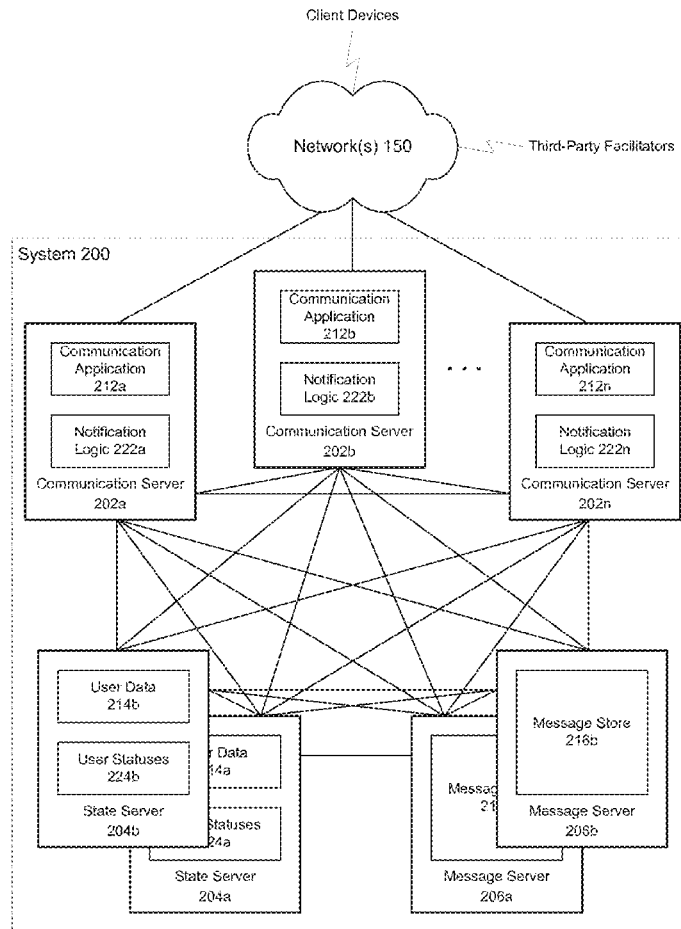 Client Devices
Network(s) 150
Third-Party Facilitators
System 200
Communication
Application
212a
Notification
Logic 222a
Communication Server
202a
Communication
Application
212b
Notification
Logic 222b
Communication Server
202b
. . .
Communication
Application
212n
Notification
Logic 222n
Communication Server
202n
User Data
214b
User Statuses
224b
State Server
204b
Data
Statuses
State Server
204a
Message Server
206a
Message Store
216b
Message Server
206b